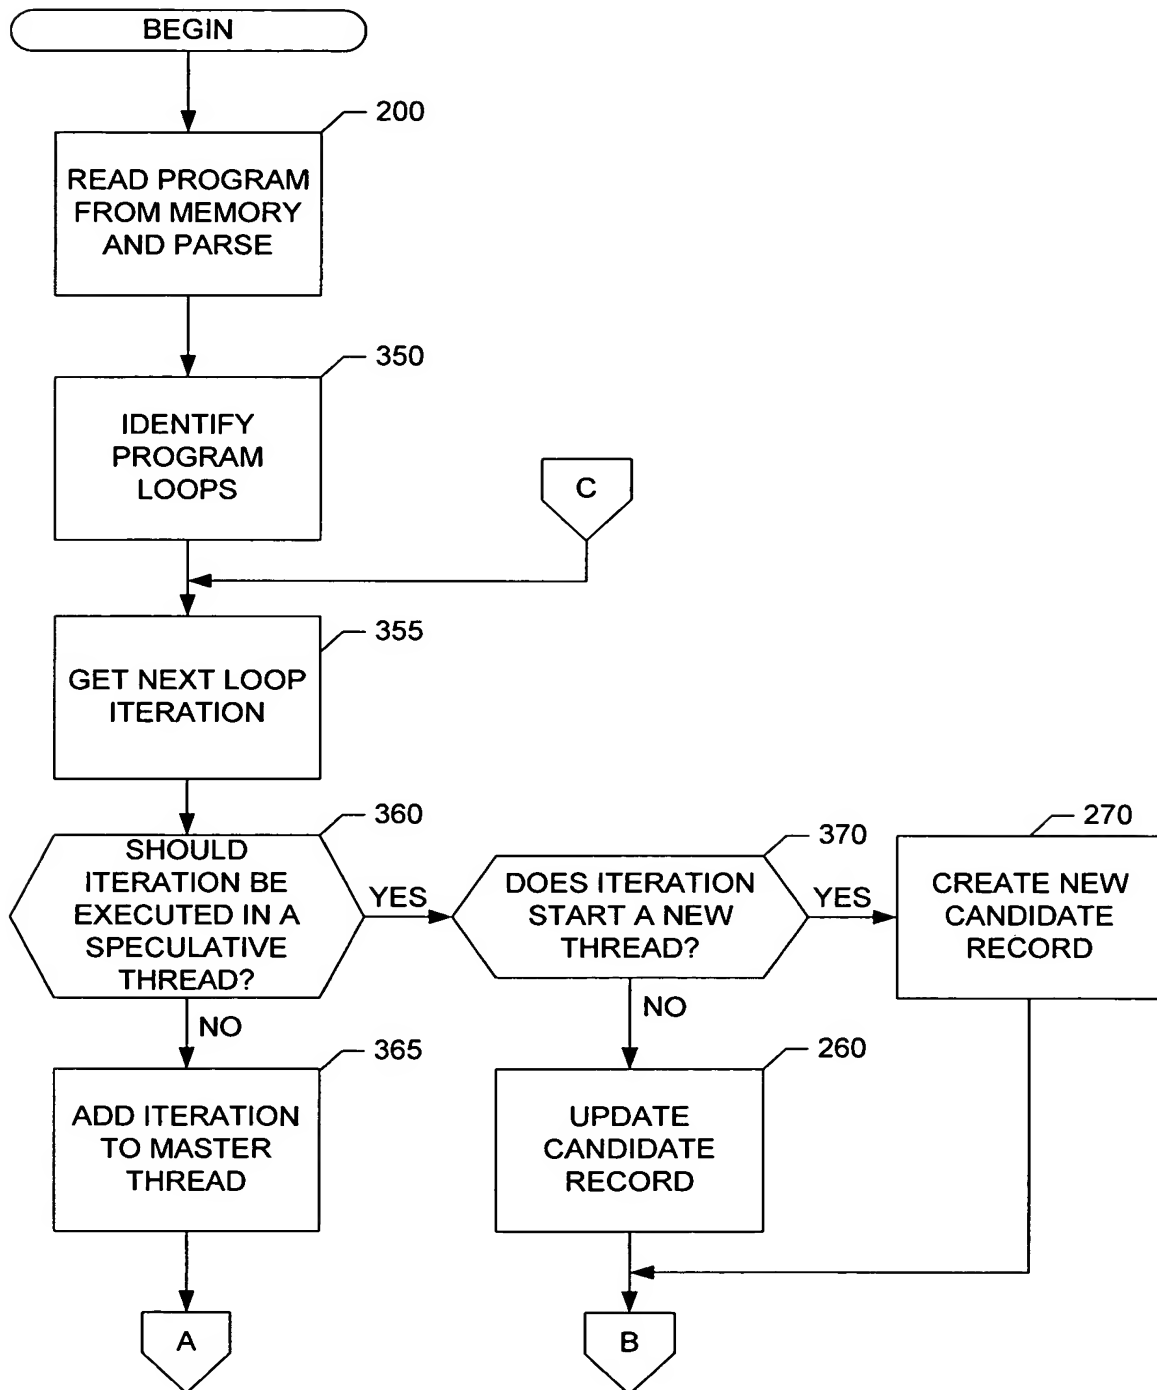 BEGIN
200
READ PROGRAM
FROM MEMORY
AND PARSE
350
IDENTIFY
PROGRAM
LOOPS
C
355
GET NEXT LOOP
ITERATION
360
SHOULD
ITERATION BE
EXECUTED IN A
SPECULATIVE
THREAD?
YES
370
DOES ITERATION
START A NEW
THREAD?
YES
270
CREATE NEW
CANDIDATE
RECORD
NO
365
ADD ITERATION
TO MASTER
THREAD
NO
260
UPDATE
CANDIDATE
RECORD
A
B